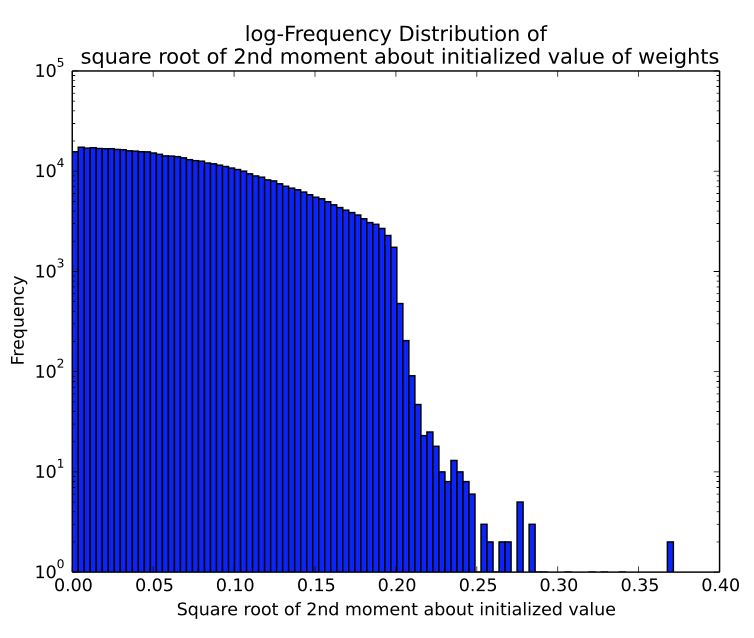 log-Frequency Distribution of
square root of 2nd moment about initialized value of weights
10^5
10^4
10^3
10^2
10^1
10^0
Frequency
0.00 0.05 0.10 0.15 0.20 0.25 0.30 0.35 0.40
Square root of 2nd moment about initialized value